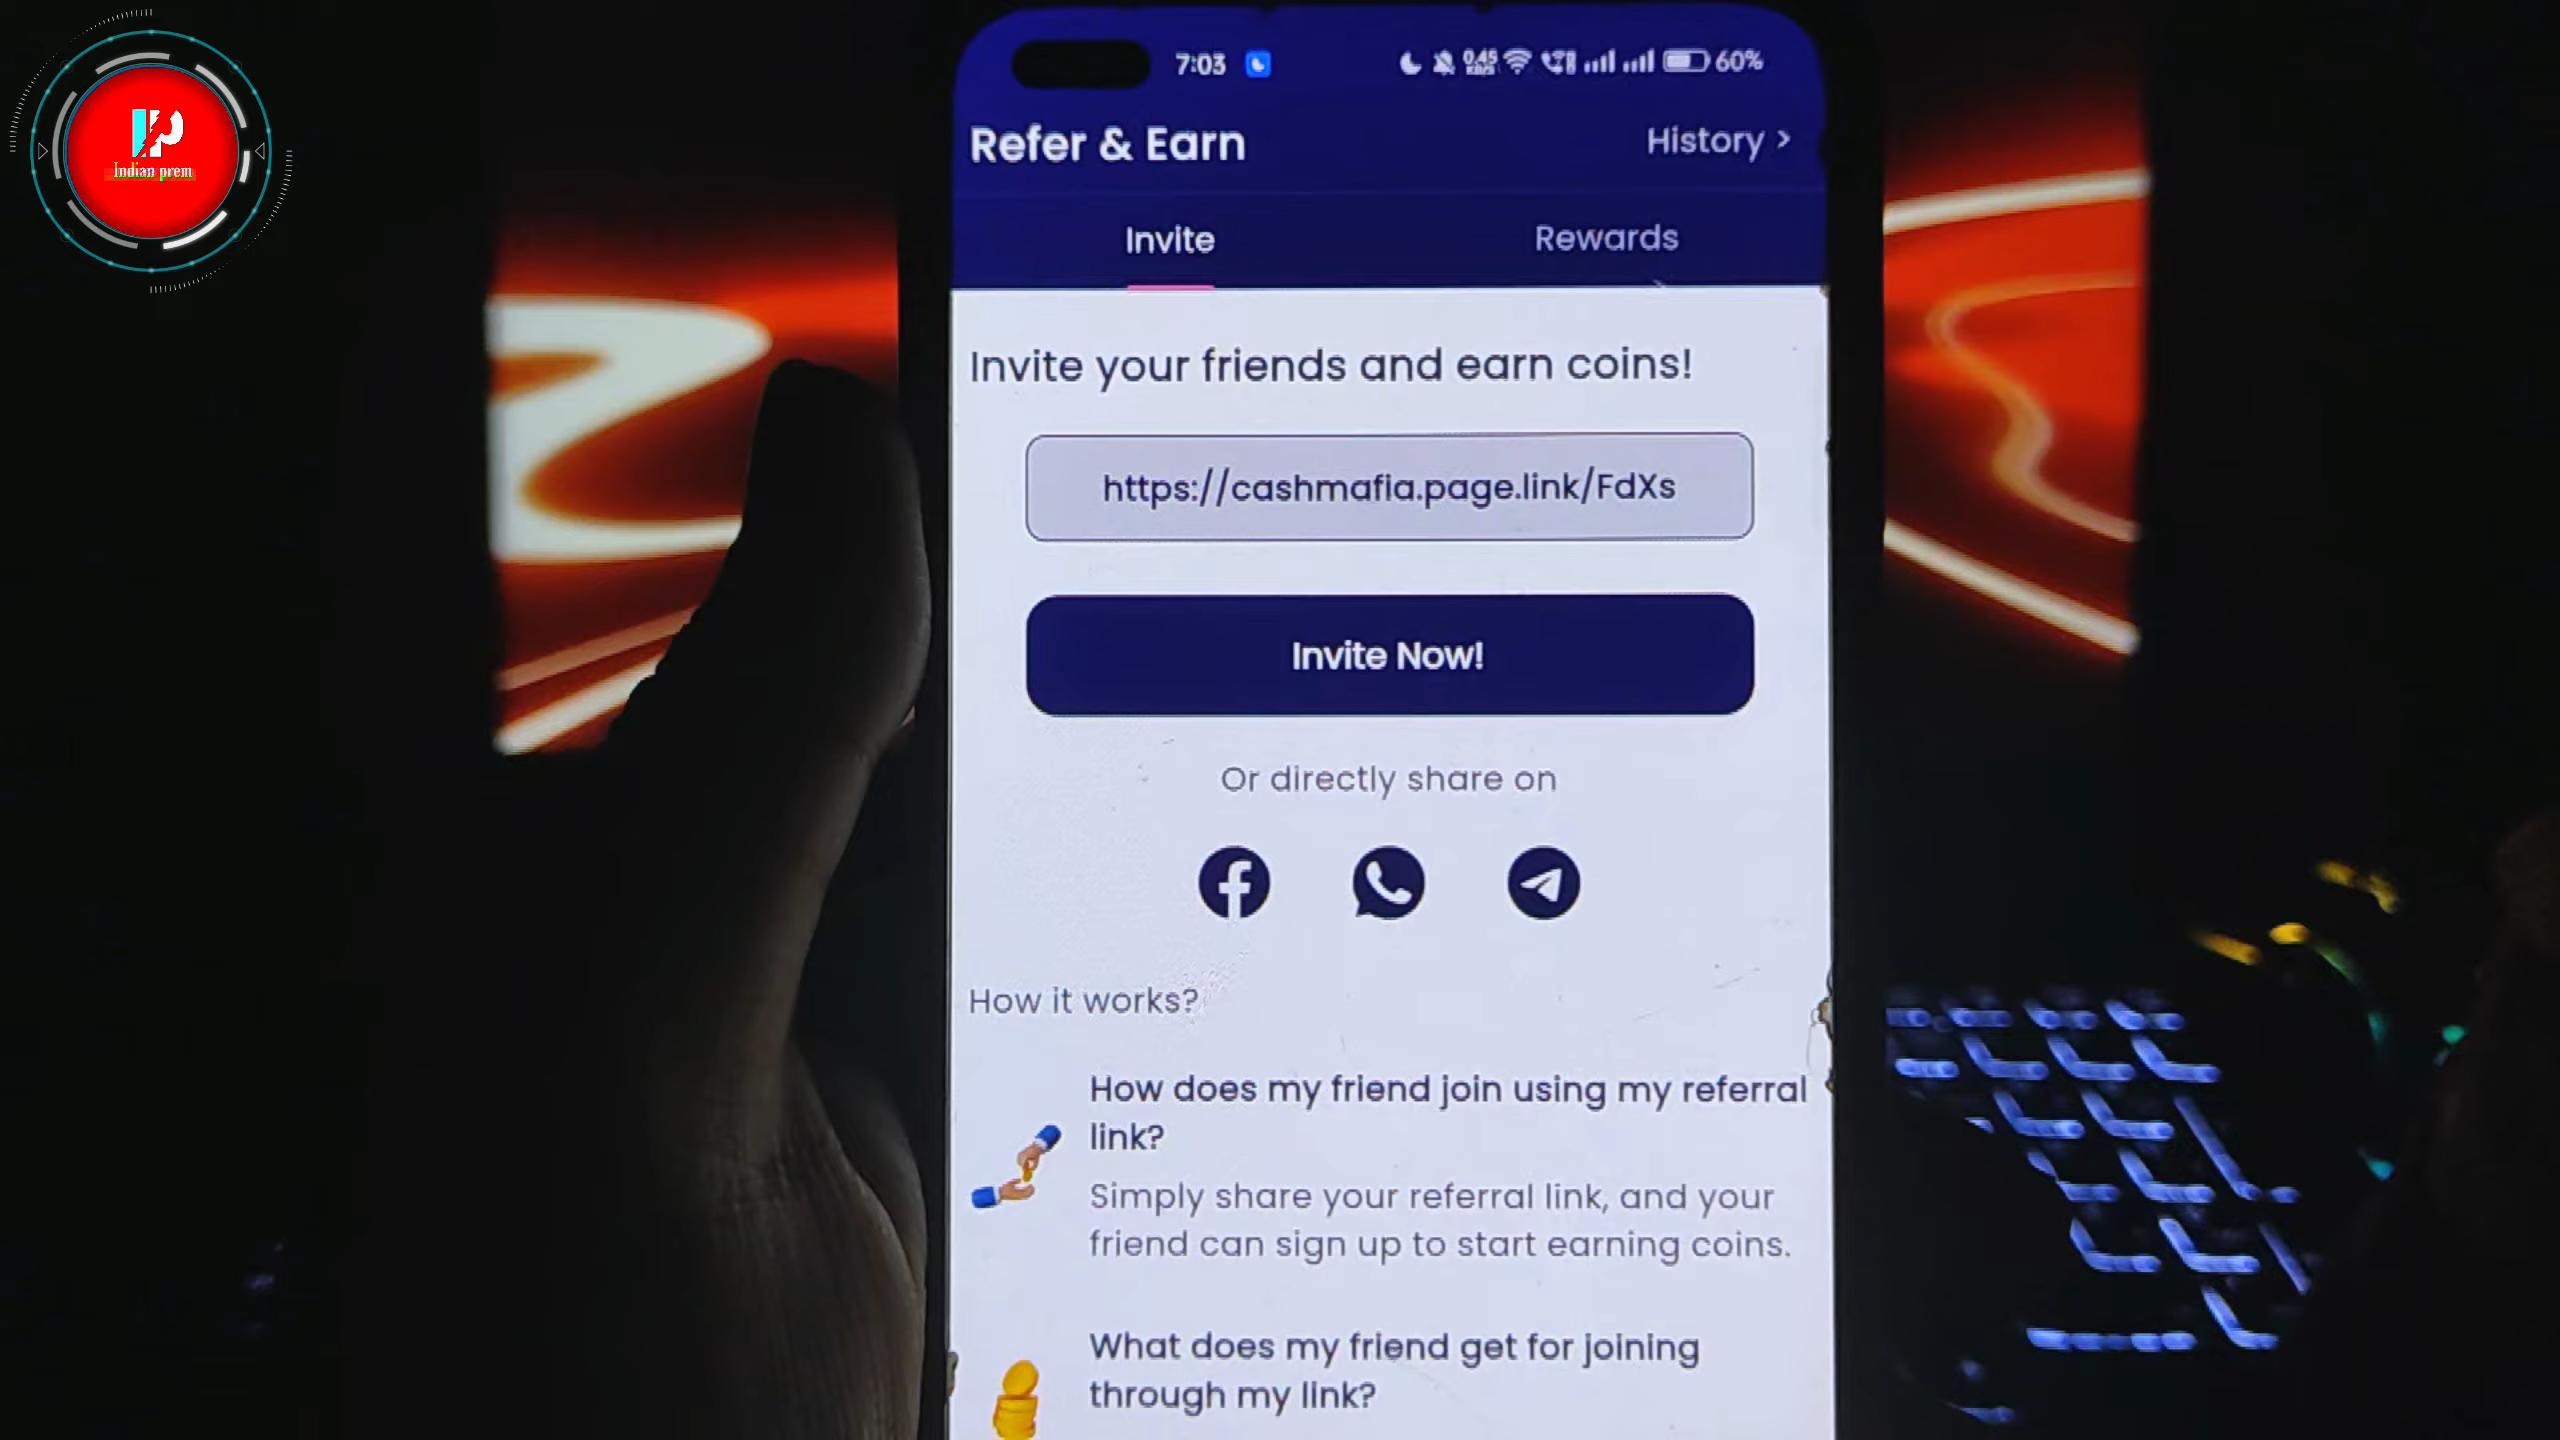 Indian prem
7:03
0.45
KB/S
60%
Refer & Earn
History >
Invite
Rewards
Invite your friends and earn coins!
https://cashmafia.page.link/FdXs
Invite Now!
Or directly share on
How it works?
How does my friend join using my referral
link?
Simply share your referral link, and your
friend can sign up to start earning coins.
What does my friend get for joining
through my link?